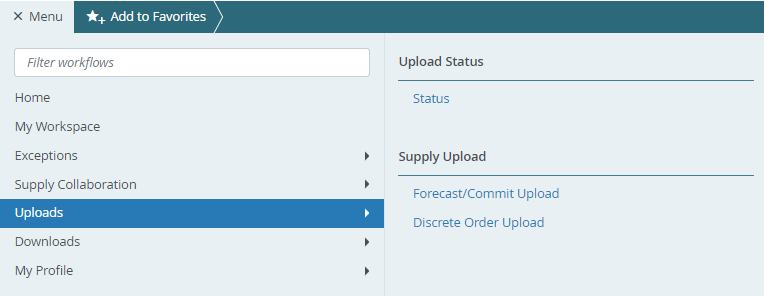 Menu
Add to Favorites
Filter workflows
Home
My Workspace
Exceptions
Supply Collaboration
Uploads
Downloads
My Profile
Upload Status
Status
Supply Upload
Forecast/Commit Upload
Discrete Order Upload